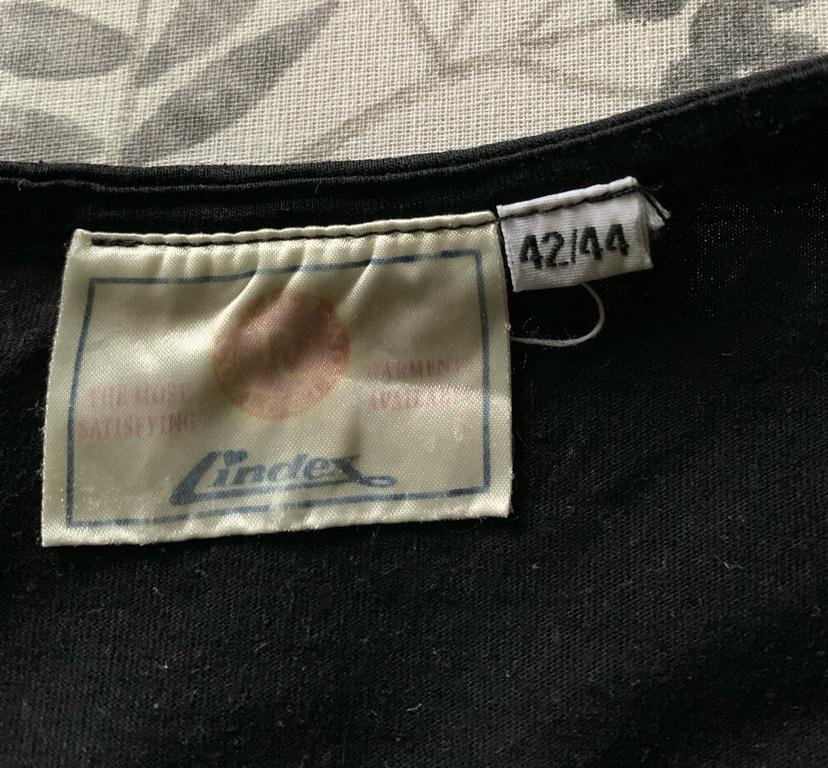 THE MOST
SATISFYING
GARMENTS
AVAILABLE
Lindex
42/44